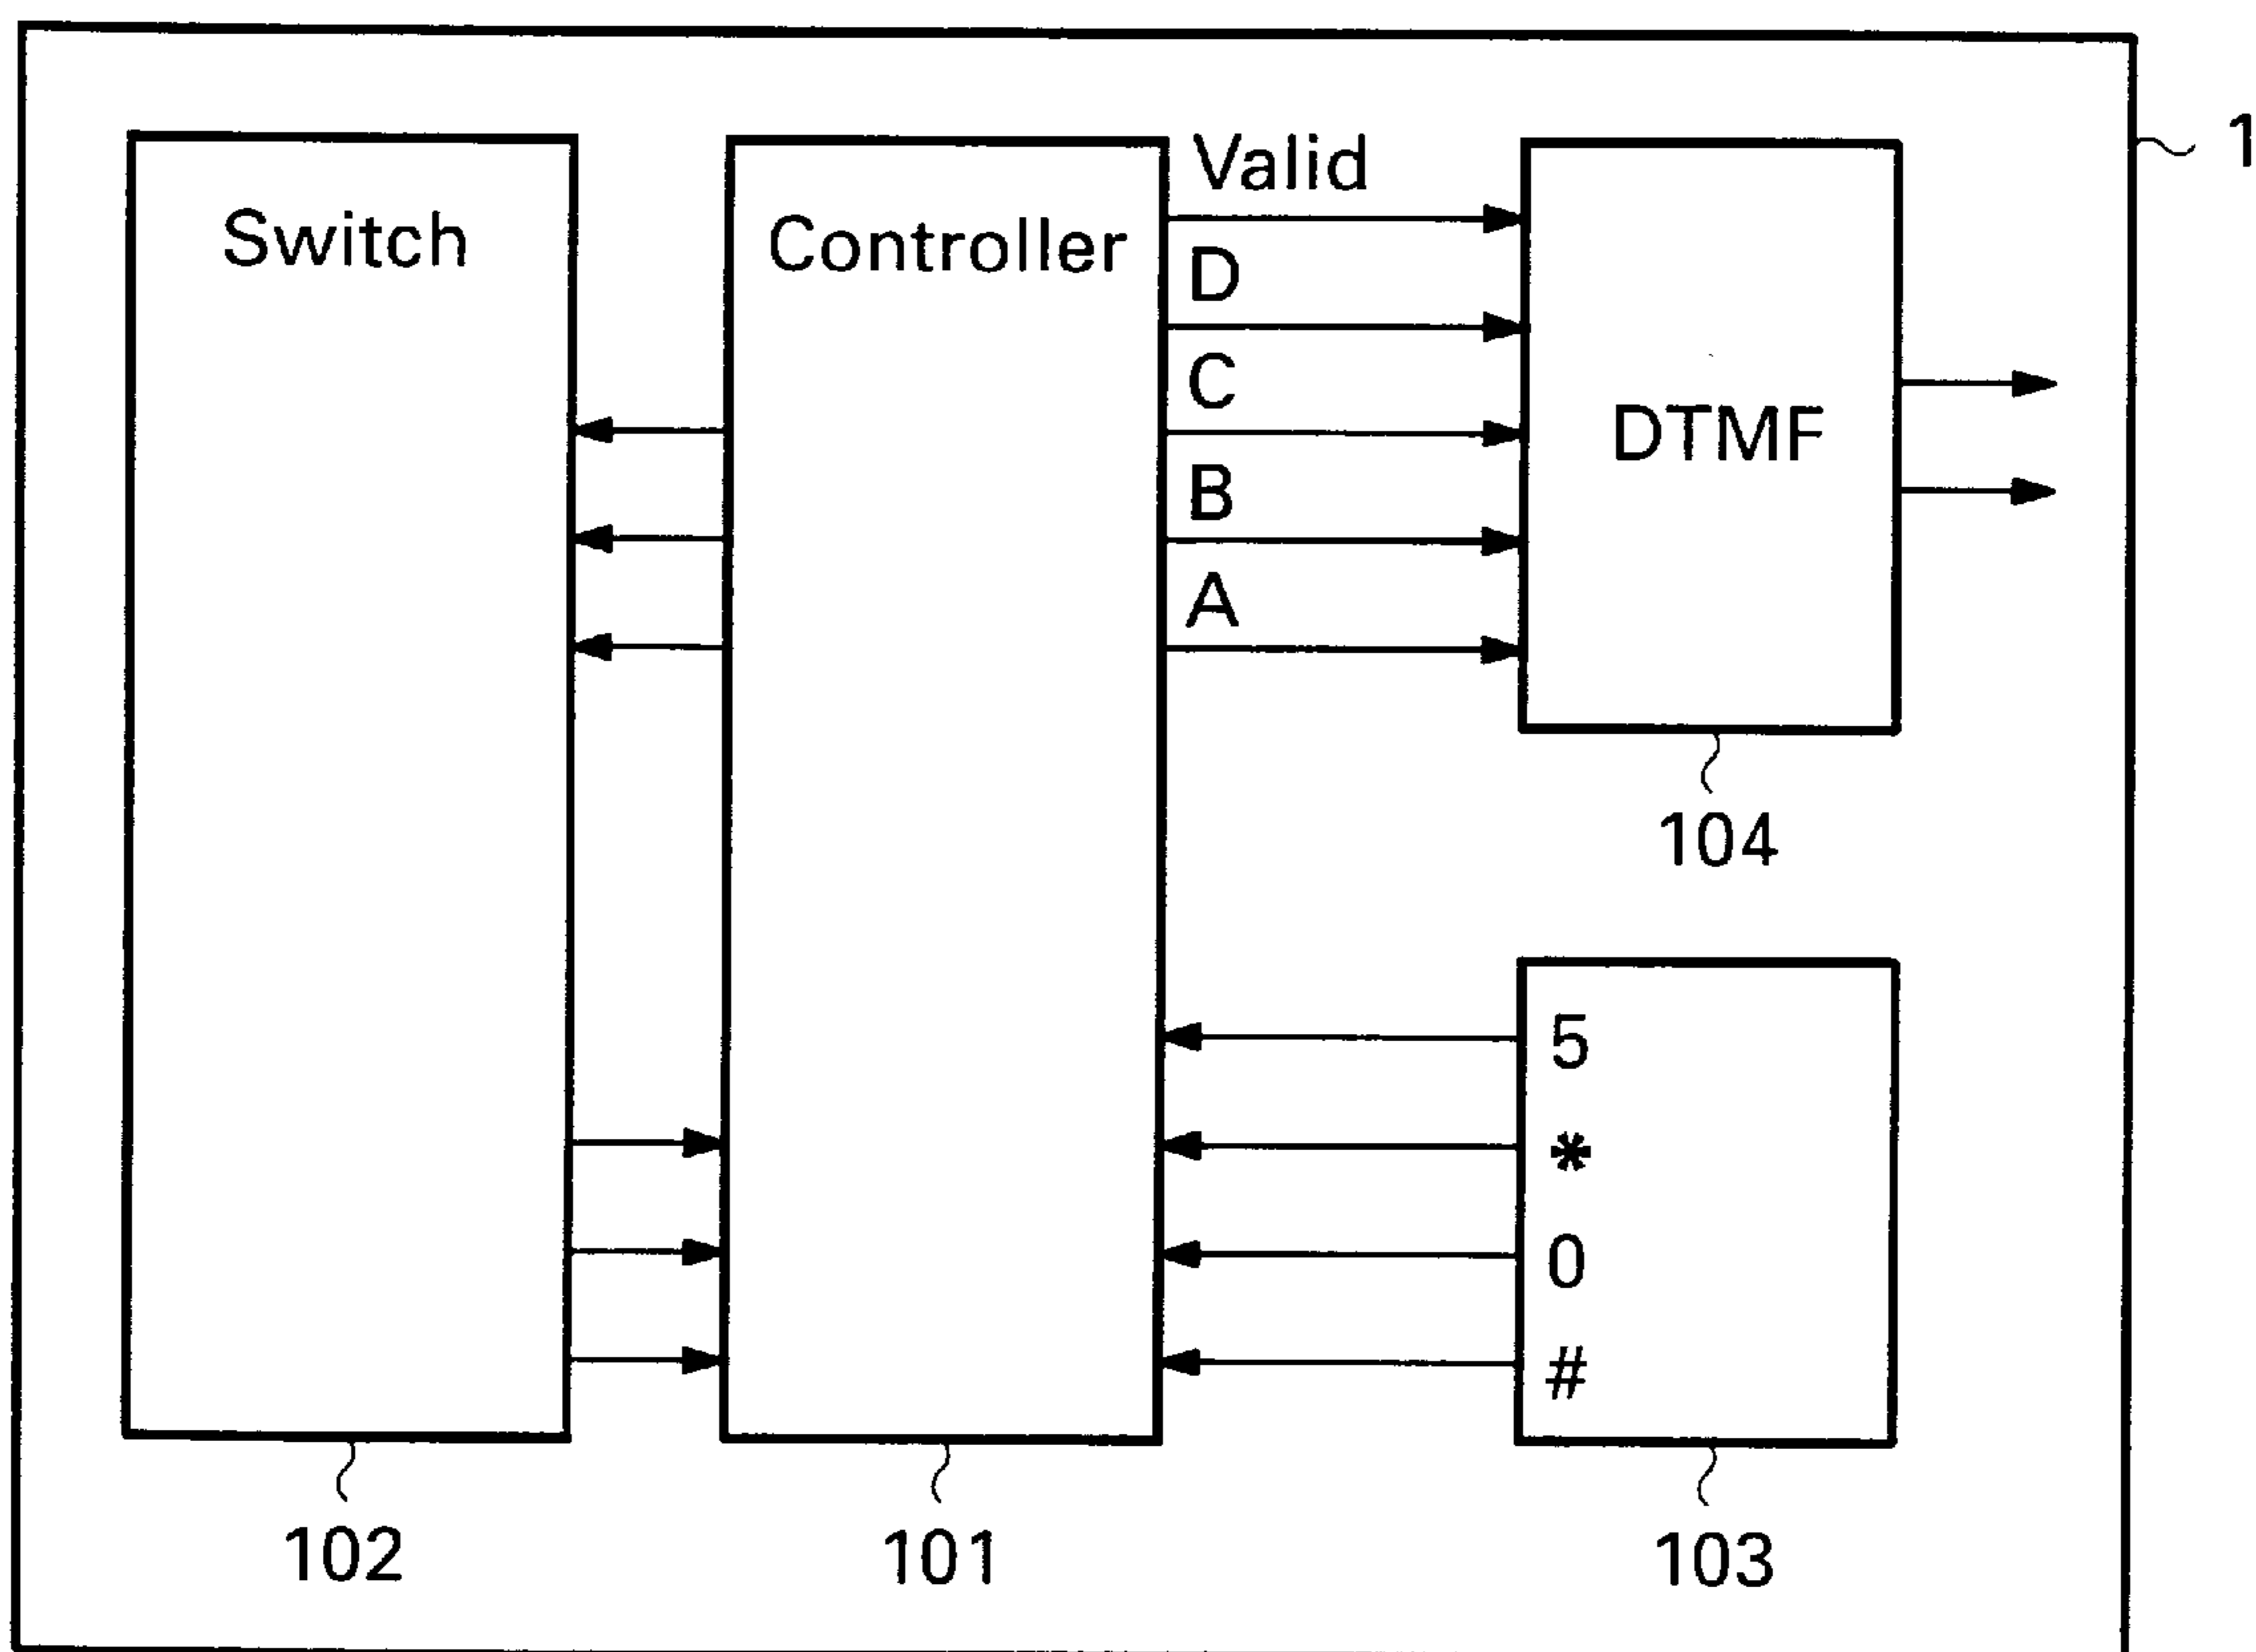 1
Switch
Controller
Valid
D
C
B
A
DTMF
104
5
*
0
#
102
101
103